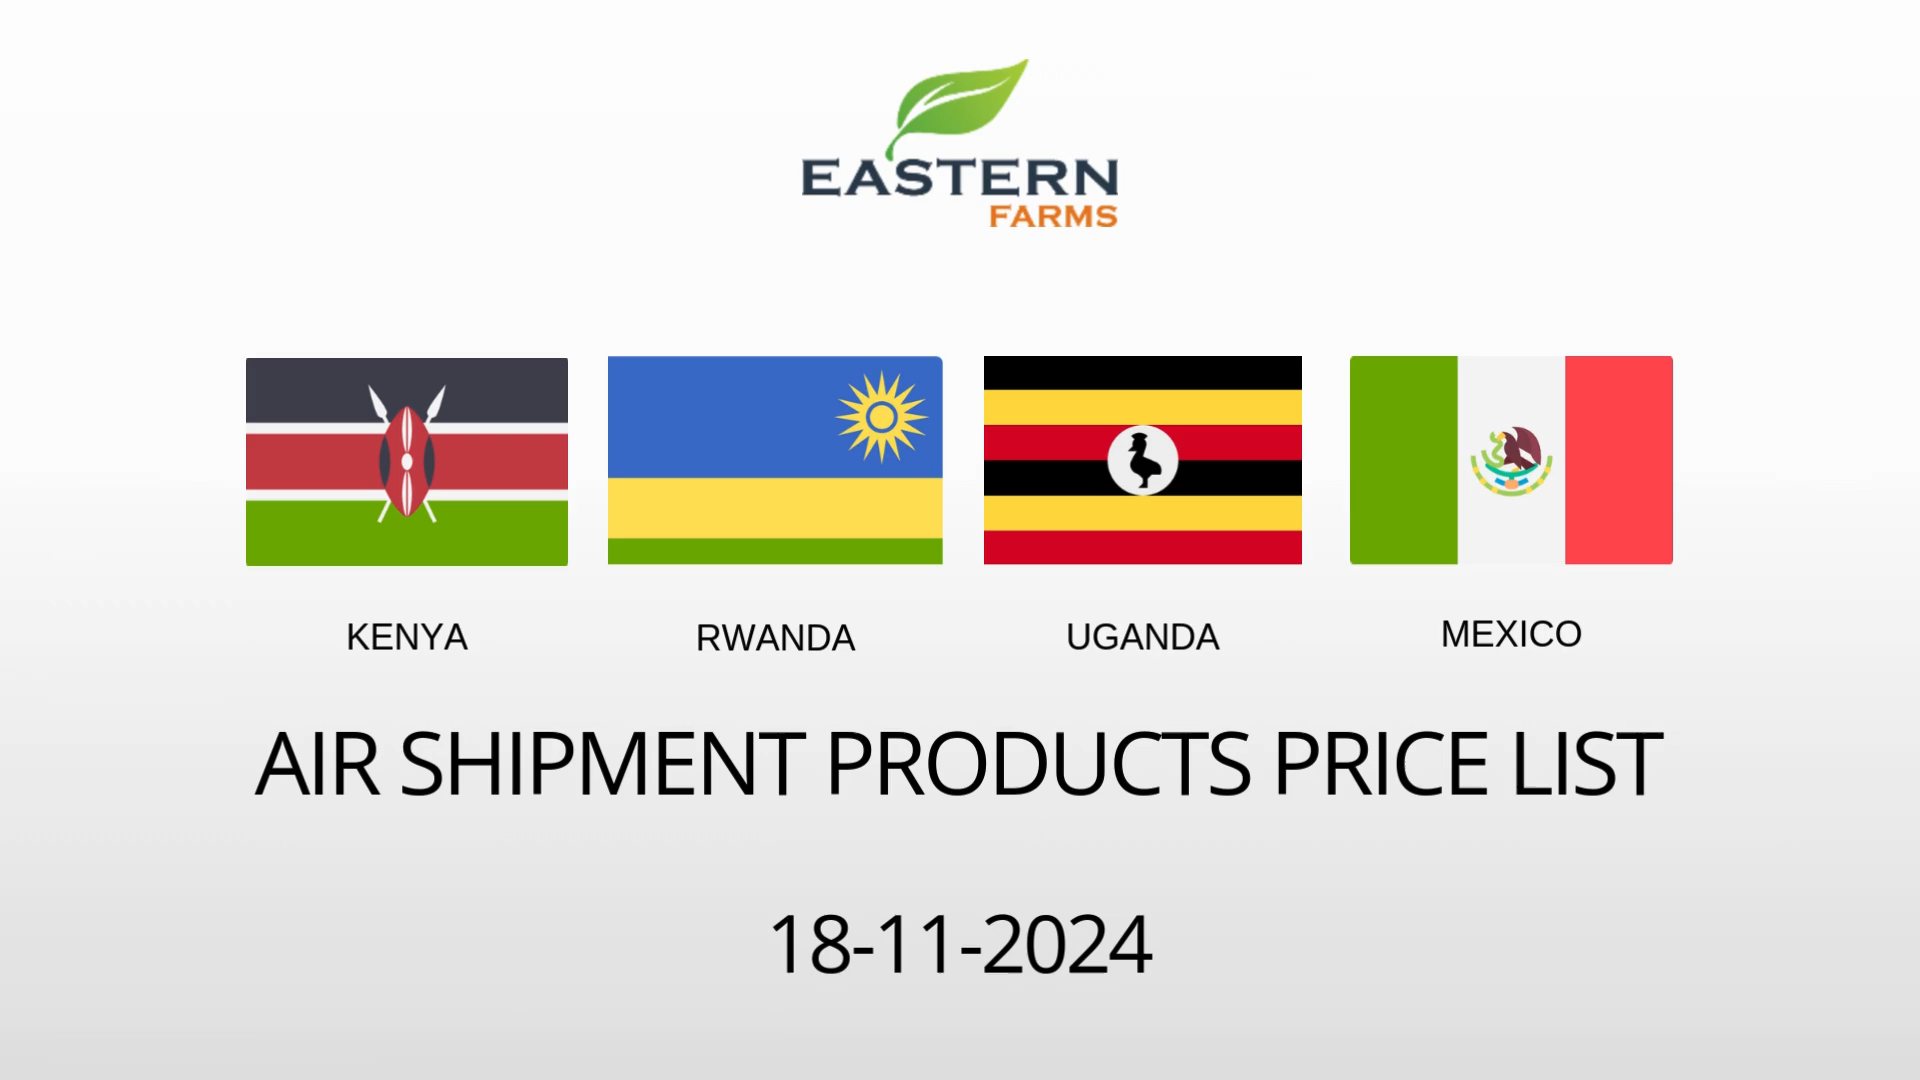 EASTERN
FARMS
KENYA
RWANDA
UGANDA
MEXICO
AIR SHIPMENT PRODUCTS PRICE LIST
18-11-2024